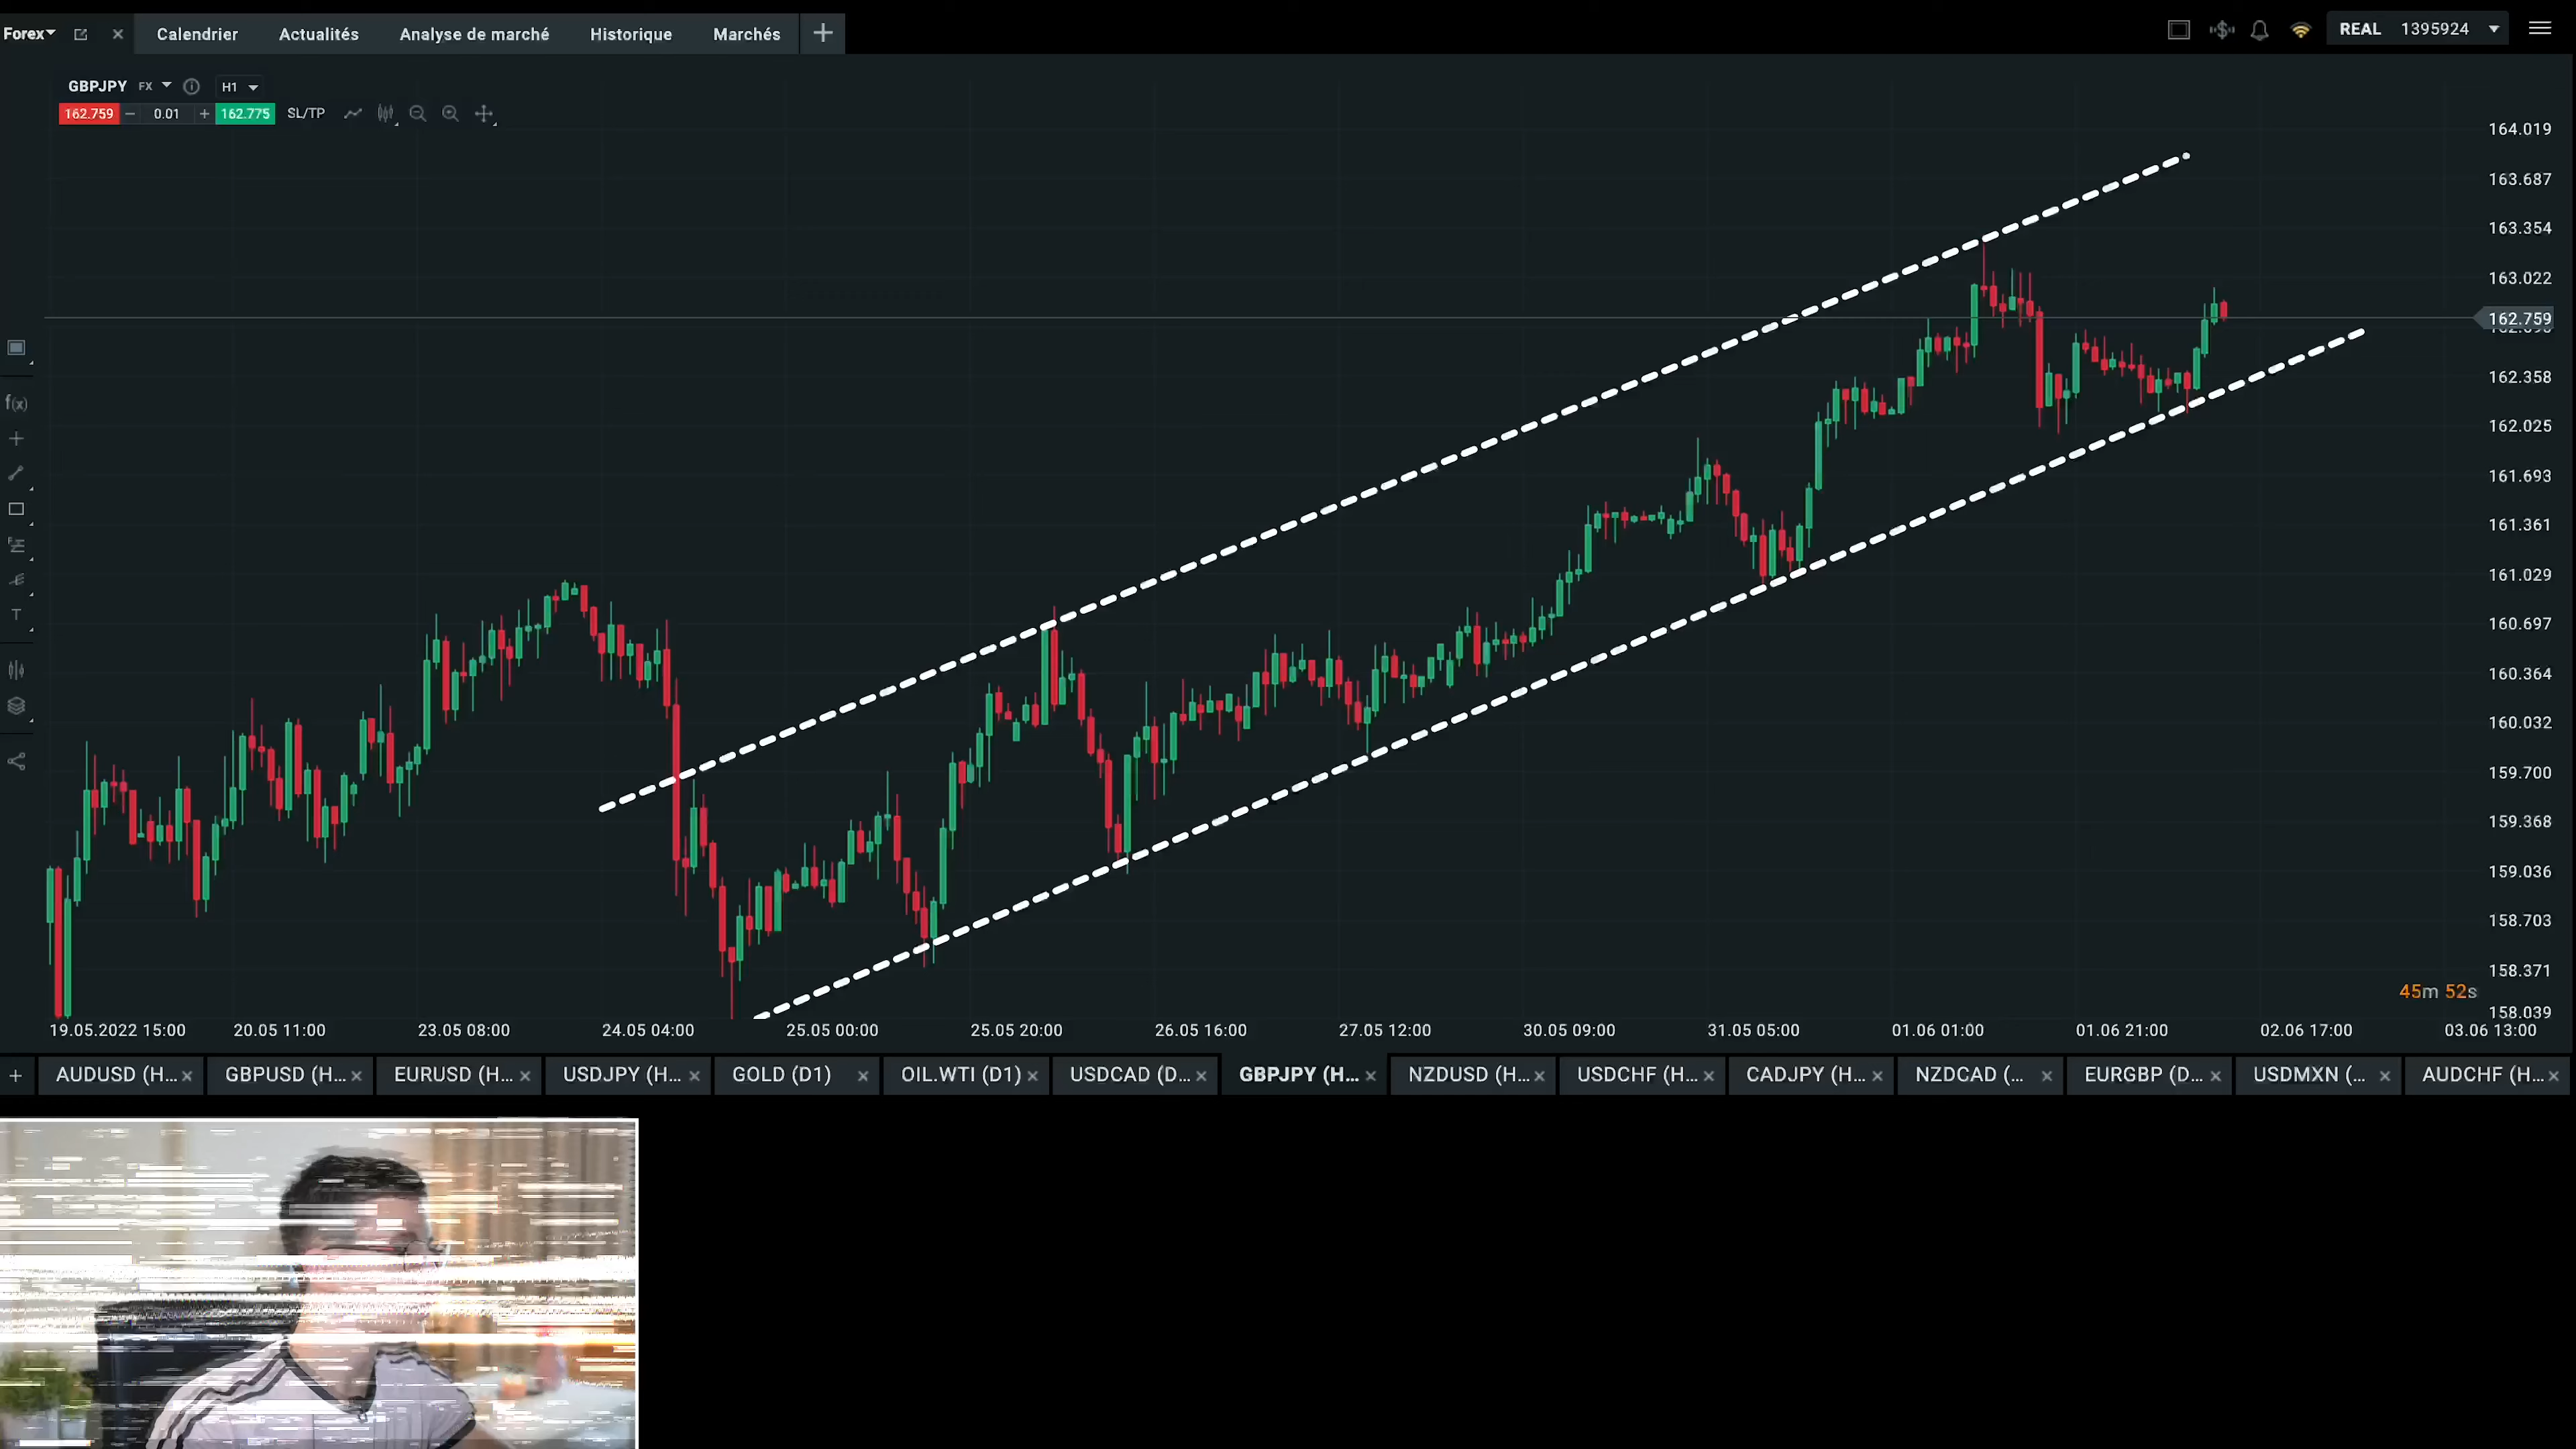 Forex Calendrier Actualités Analyse de marché Historique Marchés REAL 1395924
GBPJPY FX H1
162.759 0.01 162.775 SL/TP
164.019
163.687
163.354
163.022
162.759
162.358
162.025
161.693
161.361
161.029
160.697
160.364
160.032
159.700
159.368
159.036
158.703
158.371
158.039
f(x)
T
45m 52s
19.05.2022 15:00 20.05 11:00 23.05 08:00 24.05 04:00 25.05 00:00 25.05 20:00 26.05 16:00 27.05 12:00 30.05 09:00 31.05 05:00 01.06 01:00 01.06 21:00 02.06 17:00 03.06 13:00
AUDUSD (H... GBPUSD (H... EURUSD (H... USDJPY (H... GOLD (D1) OIL.WTI (D1) USDCAD (D... GBPJPY (H... NZDUSD (H... USDCHF (H... CADJPY (H... NZDCAD (... EURGBP (D... USDMXN (... AUDCHF (H...